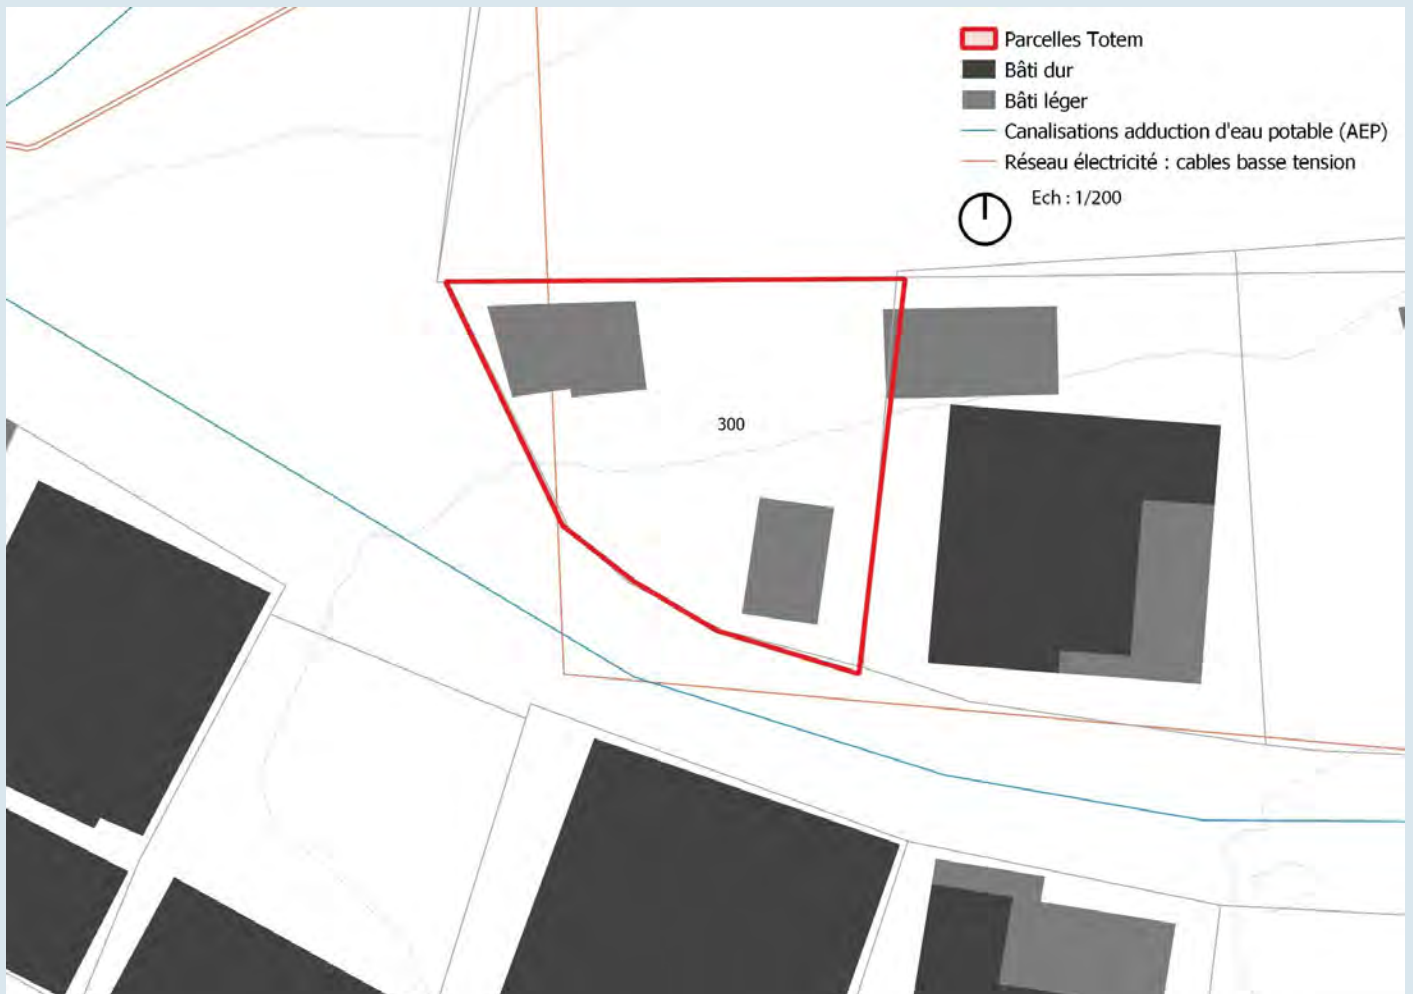 Parcelles Totem
Bâti dur
Bâti léger
Canalisations adduction d'eau potable (AEP)
Réseau électricité : cables basse tension
Ech : 1/200
300